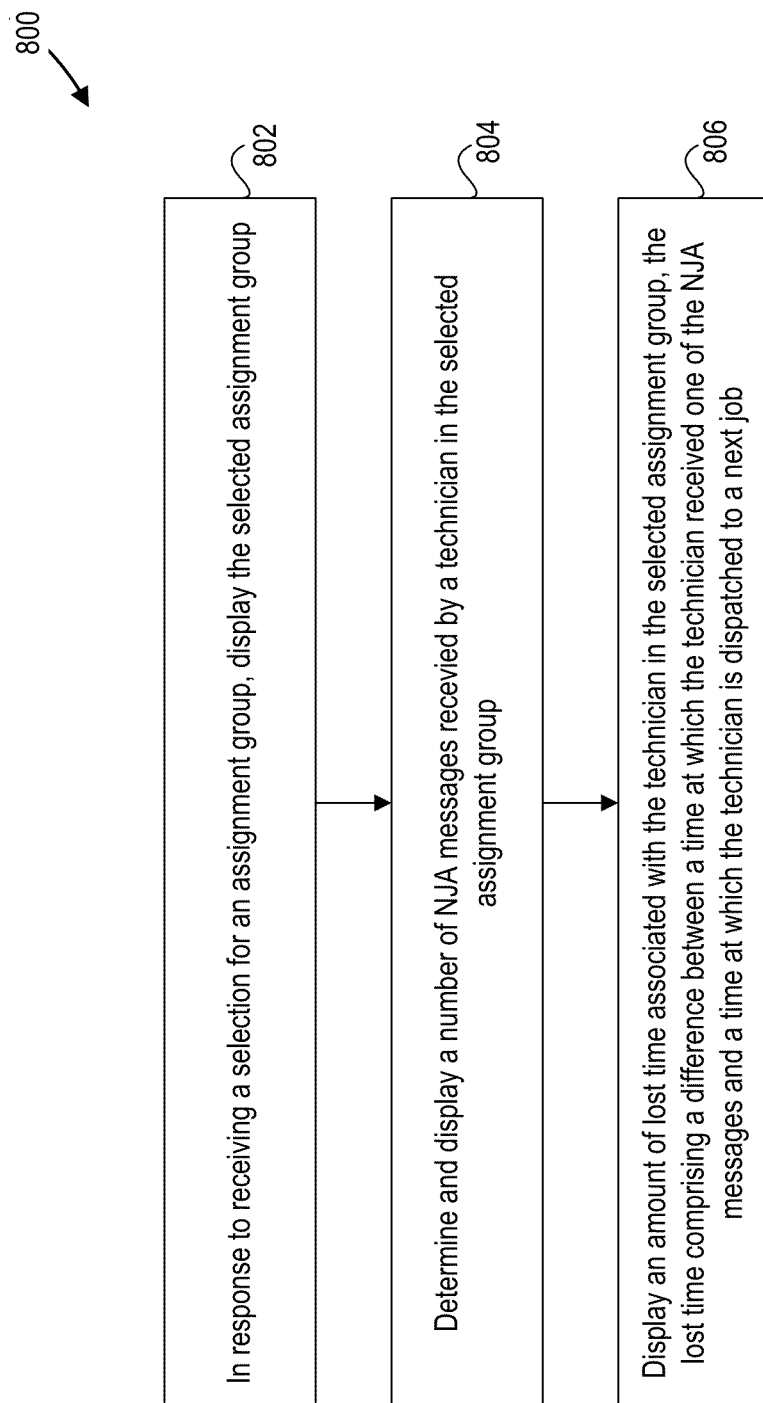 800
802
In response to receiving a selection for an assignment group, display the selected assignment group
804
Determine and display a number of NJA messages recevied by a technician in the selected
assignment group
806
Display an amount of lost time associated with the technician in the selected assignment group, the
lost time comprising a difference between a time at which the technician received one of the NJA
messages and a time at which the technician is dispatched to a next job